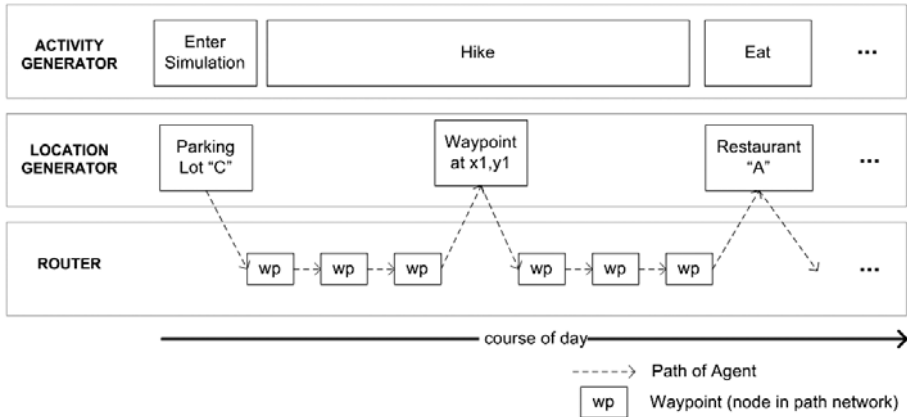 ACTIVITY
GENERATOR
Enter
Simulation
Hike
Eat
...
LOCATION
GENERATOR
Parking
Lot "C"
Waypoint
at x1,y1
Restaurant
"A"
...
ROUTER
wp
wp
wp
wp
wp
wp
...
course of day
Path of Agent
wp
Waypoint (node in path network)